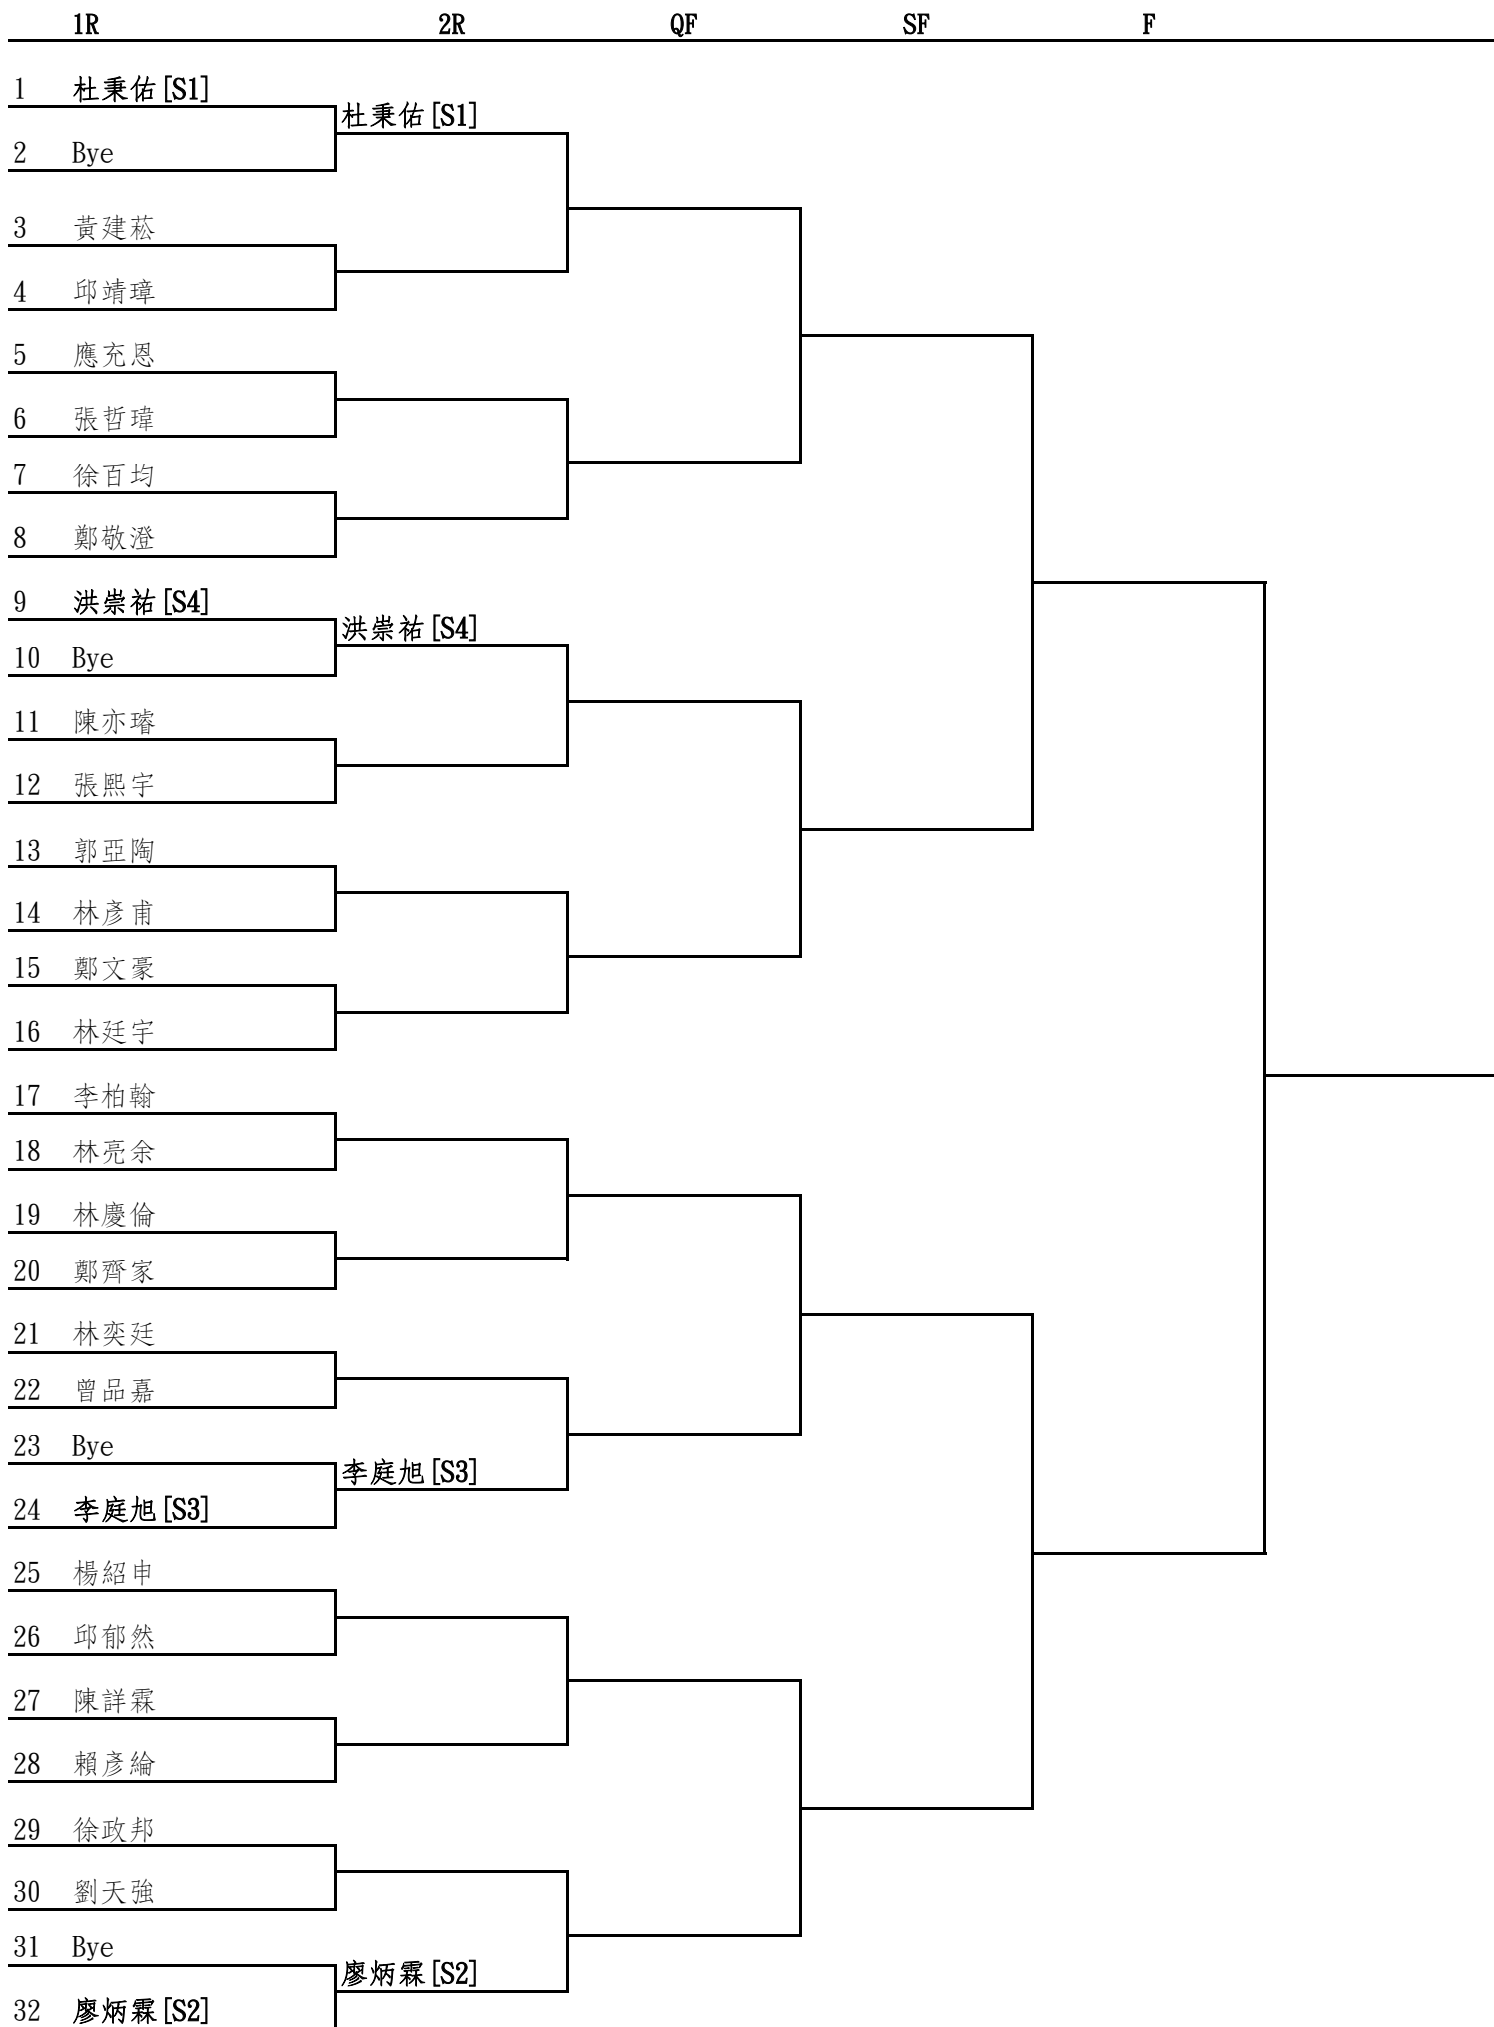 1R 2R QF SF F
1 杜秉佑[S1]
杜秉佑[S1]
2 Bye
3 黃建菘
4 邱靖璋
5 應充恩
6 張哲瑋
7 徐百均
8 鄭敬澄
9 洪崇祐[S4]
洪崇祐[S4]
10 Bye
11 陳亦璿
12 張熙宇
13 郭亞陶
14 林彥甫
15 鄭文豪
16 林廷宇
17 李柏翰
18 林亮余
19 林慶倫
20 鄭齊家
21 林奕廷
22 曾品嘉
23 Bye
李庭旭[S3]
24 李庭旭[S3]
25 楊紹申
26 邱郁然
27 陳詳霖
28 賴彥綸
29 徐政邦
30 劉天強
31 Bye
廖炳霖[S2]
32 廖炳霖[S2]